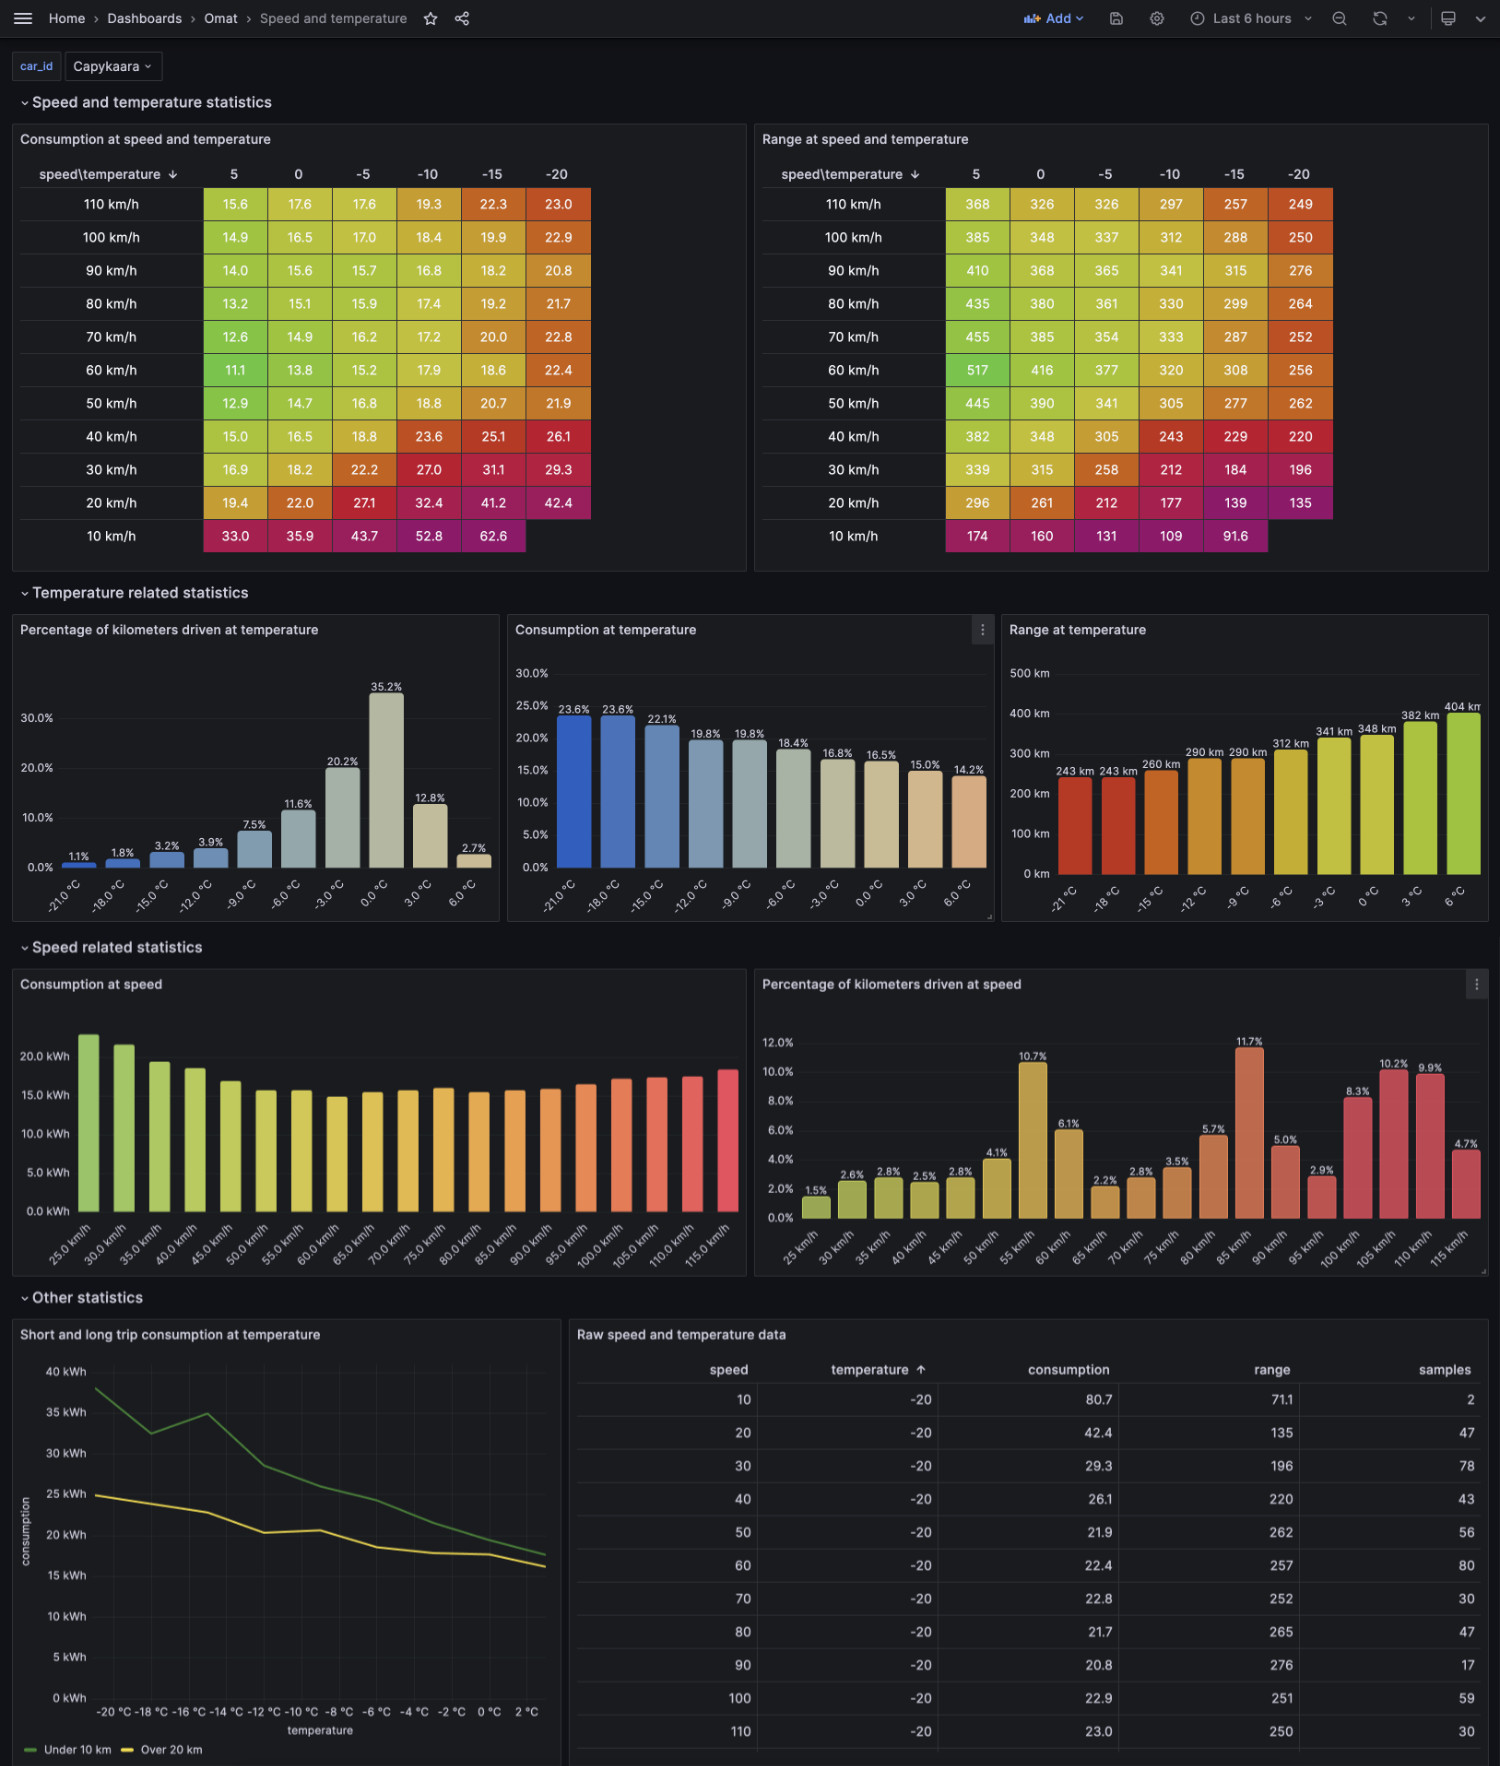 Home › Dashboards › Omat › Speed and temperature
Add
Last 6 hours
car_id
Capykaara
Speed and temperature statistics
Consumption at speed and temperature
speed\temperature ↓ 5 0 -5 -10 -15 -20
110 km/h 15.6 17.6 17.6 19.3 22.3 23.0
100 km/h 14.9 16.5 17.0 18.4 19.9 22.9
90 km/h 14.0 15.6 15.7 16.8 18.2 20.8
80 km/h 13.2 15.1 15.9 17.4 19.2 21.7
70 km/h 12.6 14.9 16.2 17.2 20.0 22.8
60 km/h 11.1 13.8 15.2 17.9 18.6 22.4
50 km/h 12.9 14.7 16.8 18.8 20.7 21.9
40 km/h 15.0 16.5 18.8 23.6 25.1 26.1
30 km/h 16.9 18.2 22.2 27.0 31.1 29.3
20 km/h 19.4 22.0 27.1 32.4 41.2 42.4
10 km/h 33.0 35.9 43.7 52.8 62.6
Range at speed and temperature
speed\temperature ↓ 5 0 -5 -10 -15 -20
110 km/h 368 326 326 297 257 249
100 km/h 385 348 337 312 288 250
90 km/h 410 368 365 341 315 276
80 km/h 435 380 361 330 299 264
70 km/h 455 385 354 333 287 252
60 km/h 517 416 377 320 308 256
50 km/h 445 390 341 305 277 262
40 km/h 382 348 305 243 229 220
30 km/h 339 315 258 212 184 196
20 km/h 296 261 212 177 139 135
10 km/h 174 160 131 109 91.6
Temperature related statistics
Percentage of kilometers driven at temperature
30.0%
20.0%
10.0%
0.0%
1.1% 1.8% 3.2% 3.9% 7.5% 11.6% 20.2% 35.2% 12.8% 2.7%
-21.0 °C -18.0 °C -15.0 °C -12.0 °C -9.0 °C -6.0 °C -3.0 °C 0.0 °C 3.0 °C 6.0 °C
Consumption at temperature
30.0%
25.0%
20.0%
15.0%
10.0%
5.0%
0.0%
23.6% 23.6% 22.1% 19.8% 19.8% 18.4% 16.8% 16.5% 15.0% 14.2%
-21.0 °C -18.0 °C -15.0 °C -12.0 °C -9.0 °C -6.0 °C -3.0 °C 0.0 °C 3.0 °C 6.0 °C
Range at temperature
500 km
400 km
300 km
200 km
100 km
0 km
243 km 243 km 260 km 290 km 290 km 312 km 341 km 348 km 382 km 404 km
-21 °C -18 °C -15 °C -12 °C -9 °C -6 °C -3 °C 0 °C 3 °C 6 °C
Speed related statistics
Consumption at speed
20.0 kWh
15.0 kWh
10.0 kWh
5.0 kWh
0.0 kWh
25.0 km/h 30.0 km/h 35.0 km/h 40.0 km/h 45.0 km/h 50.0 km/h 55.0 km/h 60.0 km/h 65.0 km/h 70.0 km/h 75.0 km/h 80.0 km/h 85.0 km/h 90.0 km/h 95.0 km/h 100.0 km/h 105.0 km/h 110.0 km/h 115.0 km/h
Percentage of kilometers driven at speed
12.0%
10.0%
8.0%
6.0%
4.0%
2.0%
0.0%
1.5% 2.6% 2.8% 2.5% 2.8% 4.1% 10.7% 6.1% 2.2% 2.8% 3.5% 5.7% 11.7% 5.0% 2.9% 8.3% 10.2% 9.9% 4.7%
25 km/h 30 km/h 35 km/h 40 km/h 45 km/h 50 km/h 55 km/h 60 km/h 65 km/h 70 km/h 75 km/h 80 km/h 85 km/h 90 km/h 95 km/h 100 km/h 105 km/h 110 km/h 115 km/h
Other statistics
Short and long trip consumption at temperature
consumption
40 kWh
35 kWh
30 kWh
25 kWh
20 kWh
15 kWh
10 kWh
5 kWh
0 kWh
-20 °C -18 °C -16 °C -14 °C -12 °C -10 °C -8 °C -6 °C -4 °C -2 °C 0 °C 2 °C
temperature
Under 10 km Over 20 km
Raw speed and temperature data
speed temperature ↑ consumption range samples
10 -20 80.7 71.1 2
20 -20 42.4 135 47
30 -20 29.3 196 78
40 -20 26.1 220 43
50 -20 21.9 262 56
60 -20 22.4 257 80
70 -20 22.8 252 30
80 -20 21.7 265 47
90 -20 20.8 276 17
100 -20 22.9 251 59
110 -20 23.0 250 30